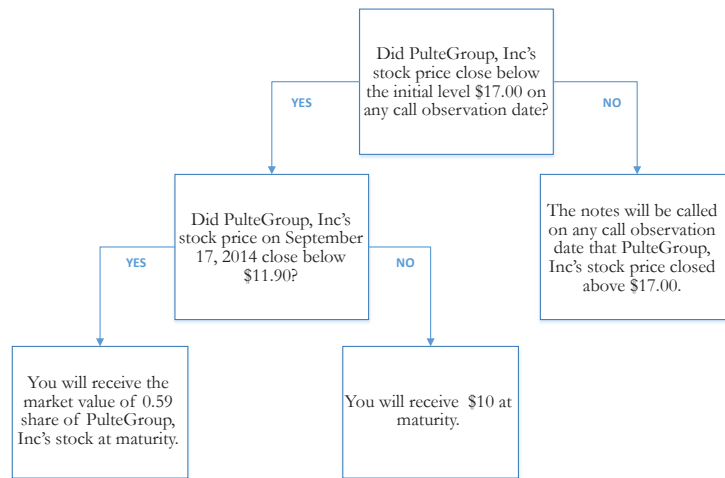 Did PulteGroup, Inc's
stock price close below
the initial level $17.00 on
any call observation date?
YES
NO
Did PulteGroup, Inc's
stock price on September
17, 2014 close below
$11.90?
The notes will be called
on any call observation
date that PulteGroup,
Inc's stock price closed
above $17.00.
YES
NO
You will receive the
market value of 0.59
share of PulteGroup,
Inc's stock at maturity.
You will receive $10 at
maturity.